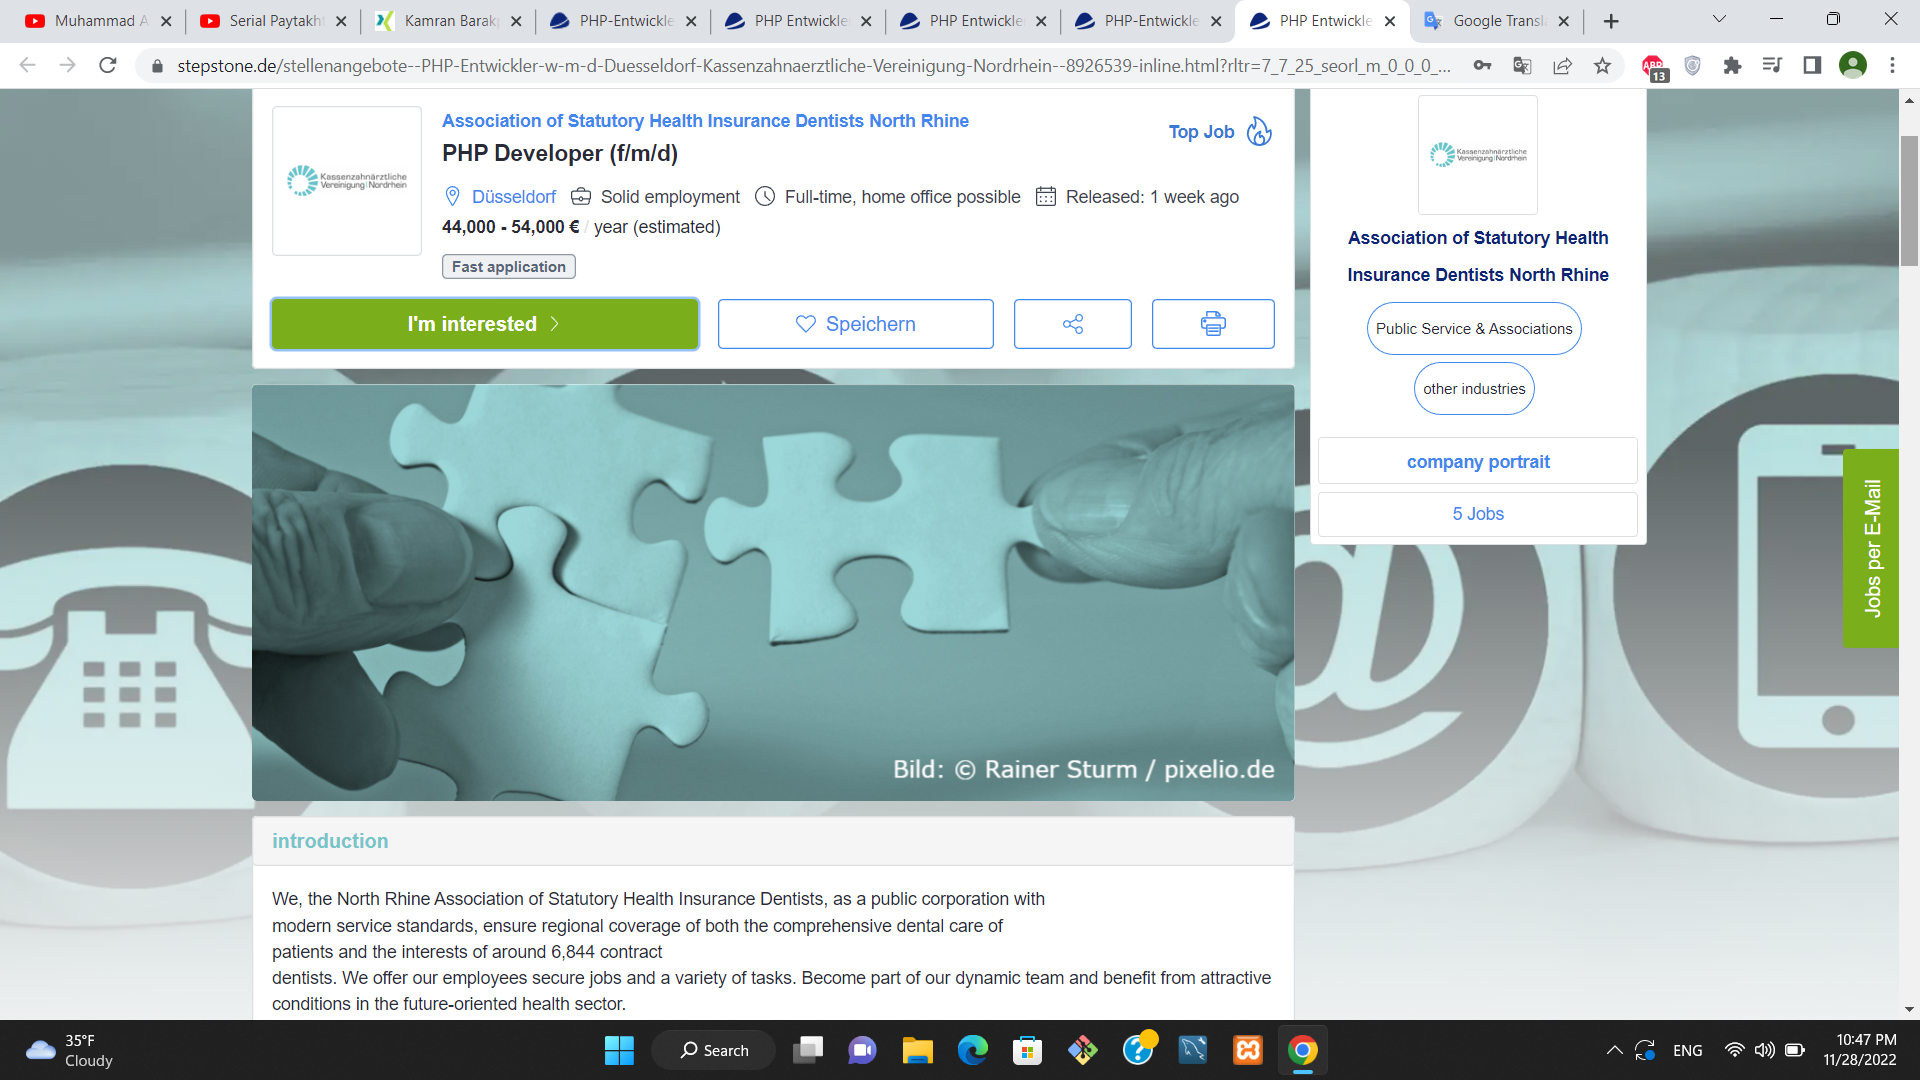 Muhammad A
Serial Paytakht
Kamran Barakp
PHP-Entwickle
PHP Entwickler
PHP Entwickler
PHP-Entwickle
PHP Entwickle
Google Transla
stepstone.de/stellenangebote--PHP-Entwickler-w-m-d-Duesseldorf-Kassenzahnaerztliche-Vereinigung-Nordrhein--8926539-inline.html?rltr=7_7_25_seorl_m_0_0_0_...
ABP
13
Kassenzahnärztliche
Vereinigung Nordrhein
Association of Statutory Health Insurance Dentists North Rhine
Top Job
PHP Developer (f/m/d)
Düsseldorf
Solid employment
Full-time, home office possible
Released: 1 week ago
44,000 - 54,000 € / year (estimated)
Fast application
I'm interested
Speichern
Bild: © Rainer Sturm / pixelio.de
introduction
We, the North Rhine Association of Statutory Health Insurance Dentists, as a public corporation with
modern service standards, ensure regional coverage of both the comprehensive dental care of
patients and the interests of around 6,844 contract
dentists. We offer our employees secure jobs and a variety of tasks. Become part of our dynamic team and benefit from attractive
conditions in the future-oriented health sector.
Kassenzahnärztliche
Vereinigung Nordrhein
Association of Statutory Health
Insurance Dentists North Rhine
Public Service & Associations
other industries
company portrait
5 Jobs
Jobs per E-Mail
@
35°F
Cloudy
Search
ENG
10:47 PM
11/28/2022